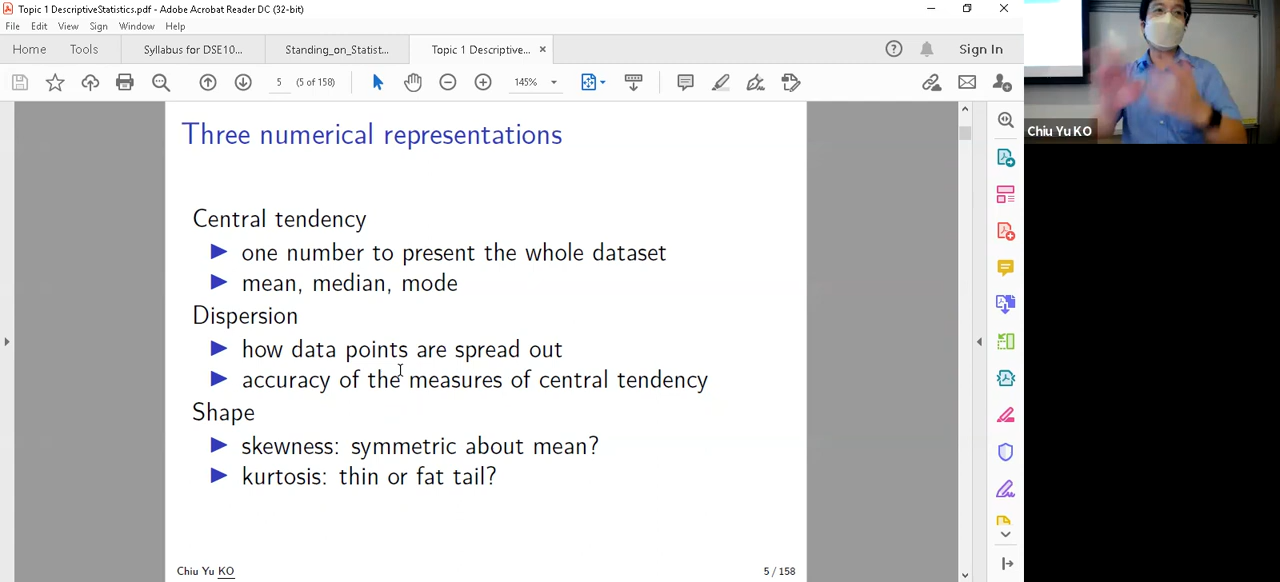 Topic 1 DescriptiveStatistics.pdf - Adobe Acrobat Reader DC (32-bit)
File Edit View Sign Window Help
Home Tools Syllabus for DSE10... Standing_on_Statist... Topic 1 Descriptive... × Sign In
5 (5 of 158) 145%
Three numerical representations
Central tendency
one number to present the whole dataset
mean, median, mode
Dispersion
how data points are spread out
accuracy of the measures of central tendency
Shape
skewness: symmetric about mean?
kurtosis: thin or fat tail?
Chiu Yu KO 5 / 158
Chiu Yu KO